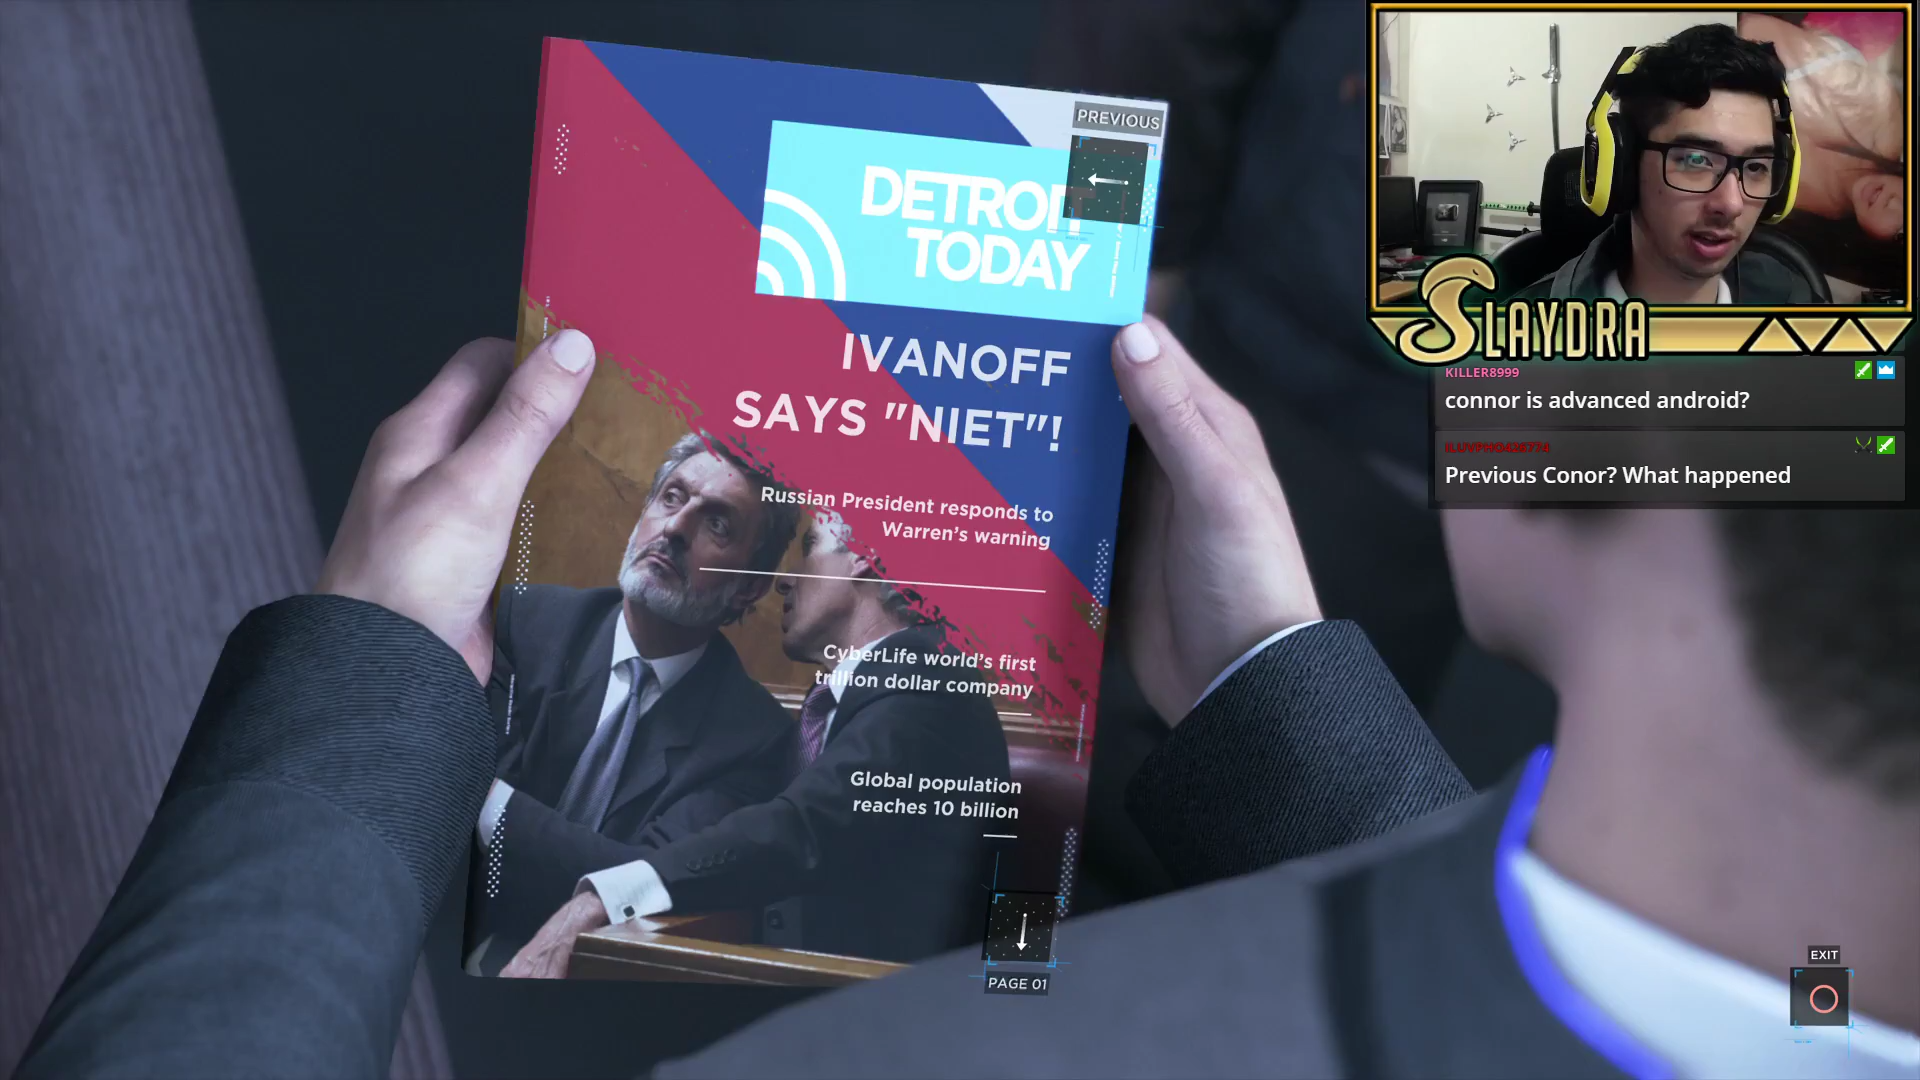 PREVIOUS
DETROIT
TODAY
IVANOFF
SAYS "NIET"!
Russian President responds to
Warren's warning
CyberLife world's first
trillion dollar company
Global population
reaches 10 billion
PAGE 01
SLAYDRA
KILLER8999
connor is advanced android?
Previous Conor? What happened
EXIT